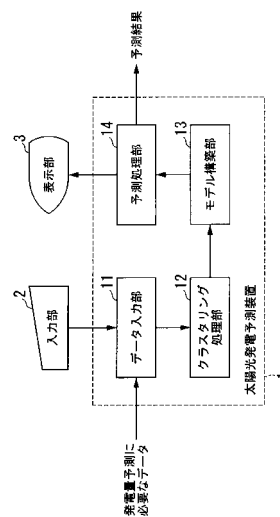 発電量予測に
必要なデータ
2
入力部
11
データ入力部
12
クラスタリング
処理部
13
モデル構築部
14
予測処理部
3
表示部
予測結果
太陽光発電予測装置